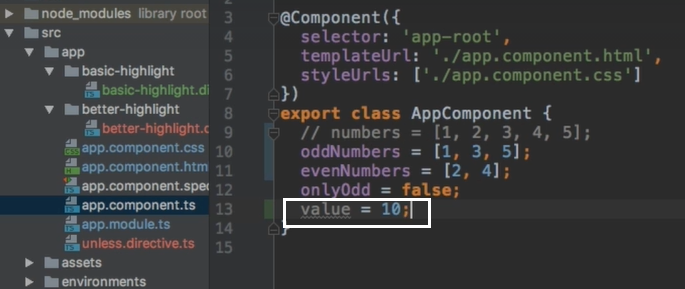 node_modules library root
src
app
basic-highlight
basic-highlight.di
better-highlight
better-highlight.c
app.component.css
app.component.htm
app.component.spec
app.component.ts
app.module.ts
unless.directive.ts
assets
environments
3 @Component({
4 selector: 'app-root',
5 templateUrl: './app.component.html',
6 styleUrls: ['./app.component.css']
7 })
8 export class AppComponent {
9 // numbers = [1, 2, 3, 4, 5];
10 oddNumbers = [1, 3, 5];
11 evenNumbers = [2, 4];
12 onlyOdd = false;
13 value = 10;
14 }
15